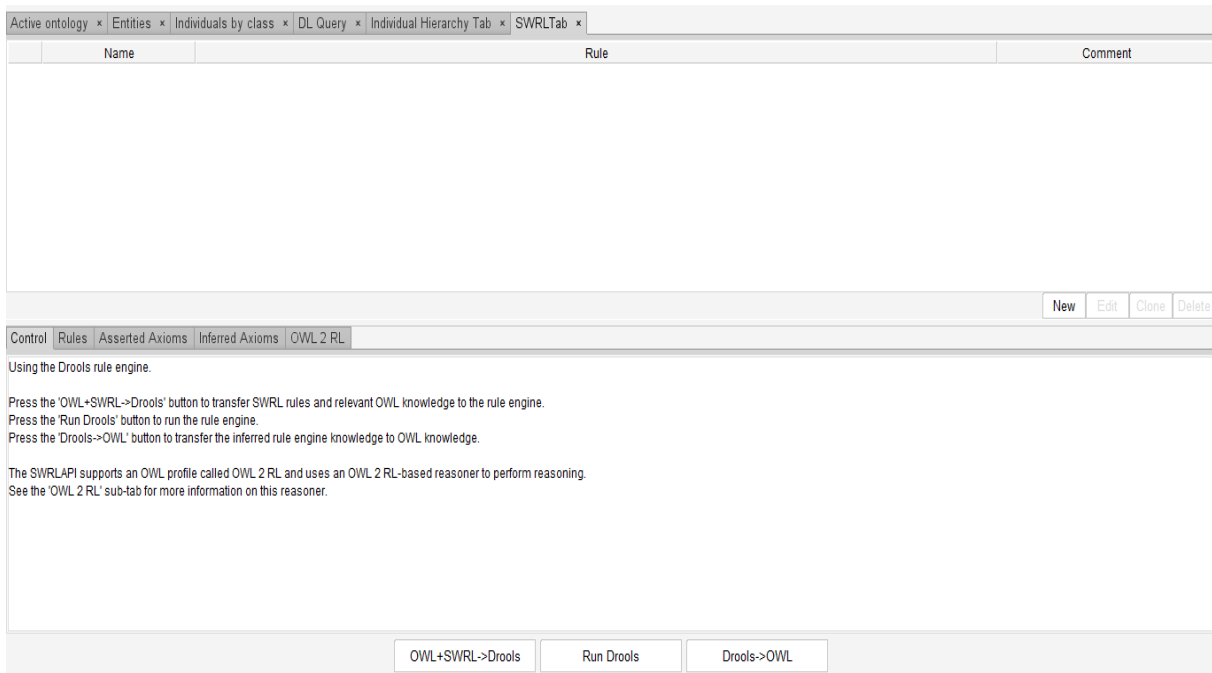 Active ontology × Entities × Individuals by class × DL Query × Individual Hierarchy Tab × SWRLTab ×
Name Rule Comment
New Edit Clone Delete
Control Rules Asserted Axioms Inferred Axioms OWL 2 RL
Using the Drools rule engine.
Press the 'OWL+SWRL->Drools' button to transfer SWRL rules and relevant OWL knowledge to the rule engine.
Press the 'Run Drools' button to run the rule engine.
Press the 'Drools->OWL' button to transfer the inferred rule engine knowledge to OWL knowledge.
The SWRLAPI supports an OWL profile called OWL 2 RL and uses an OWL 2 RL-based reasoner to perform reasoning.
See the 'OWL 2 RL' sub-tab for more information on this reasoner.
OWL+SWRL->Drools Run Drools Drools->OWL